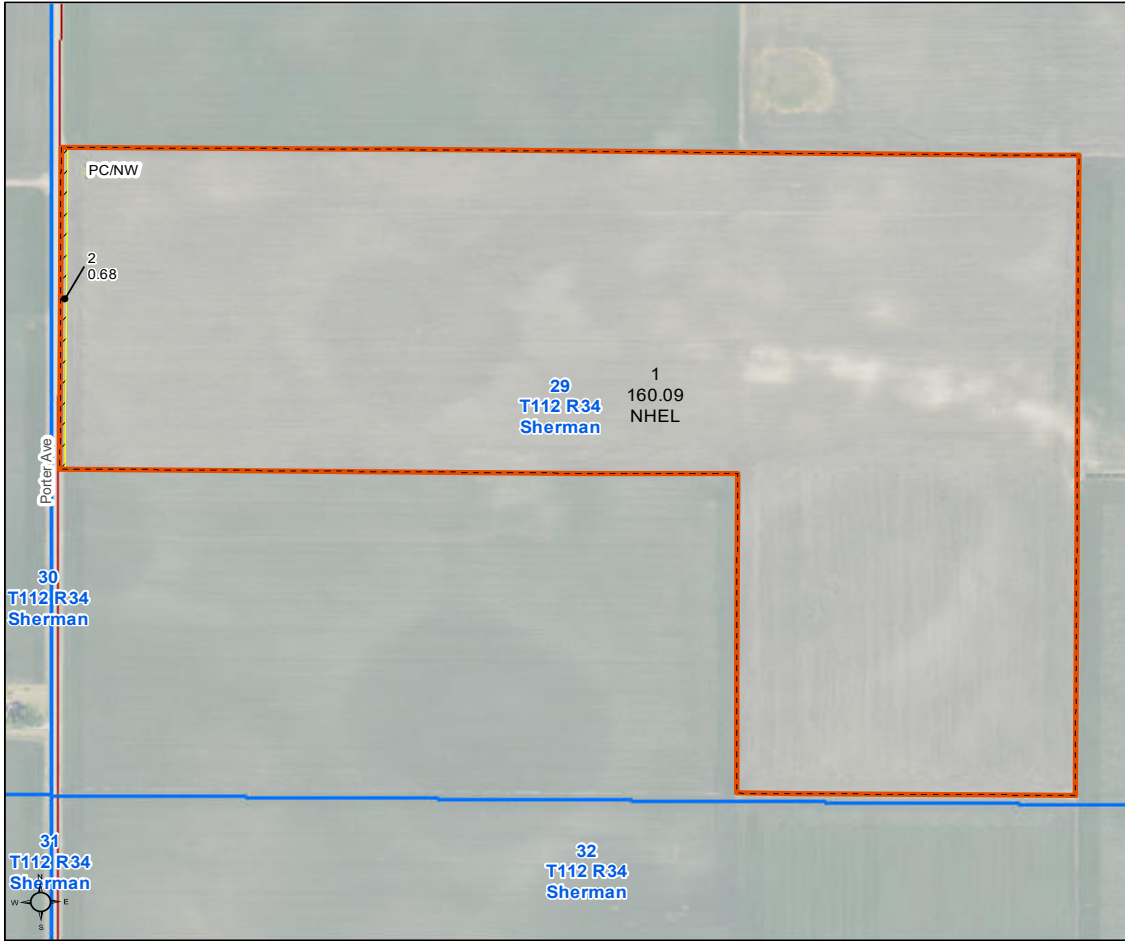 PC/NW
2
0.68
1
160.09
NHEL
29
T112 R34
Sherman
Porter Ave
30
T112 R34
Sherman
31
T112 R34
Sherman
32
T112 R34
Sherman
N
W
E
S